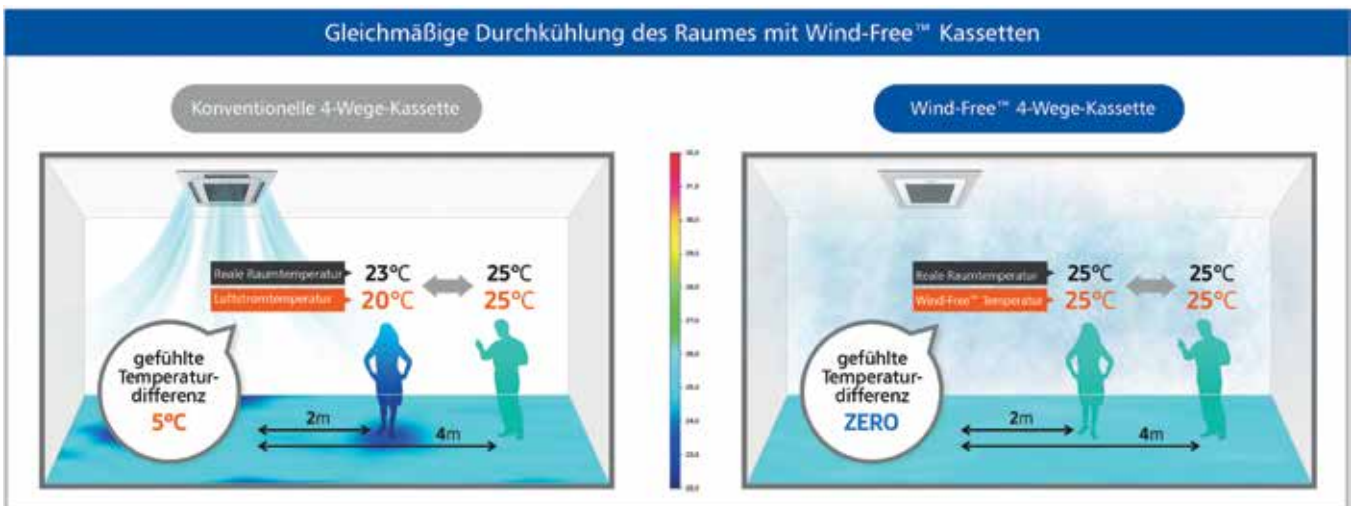 Gleichmäßige Durchkühlung des Raumes mit Wind-Free™ Kassetten
Konventionelle 4-Wege-Kassette
Reale Raumtemperatur
23°C
25°C
Luftstromtemperatur
20°C
25°C
gefühlte
Temperatur-
differenz
5°C
2m
4m
Wind-Free™ 4-Wege-Kassette
Reale Raumtemperatur
25°C
25°C
Wind-Free™ Temperatur
25°C
25°C
gefühlte
Temperatur-
differenz
ZERO
2m
4m